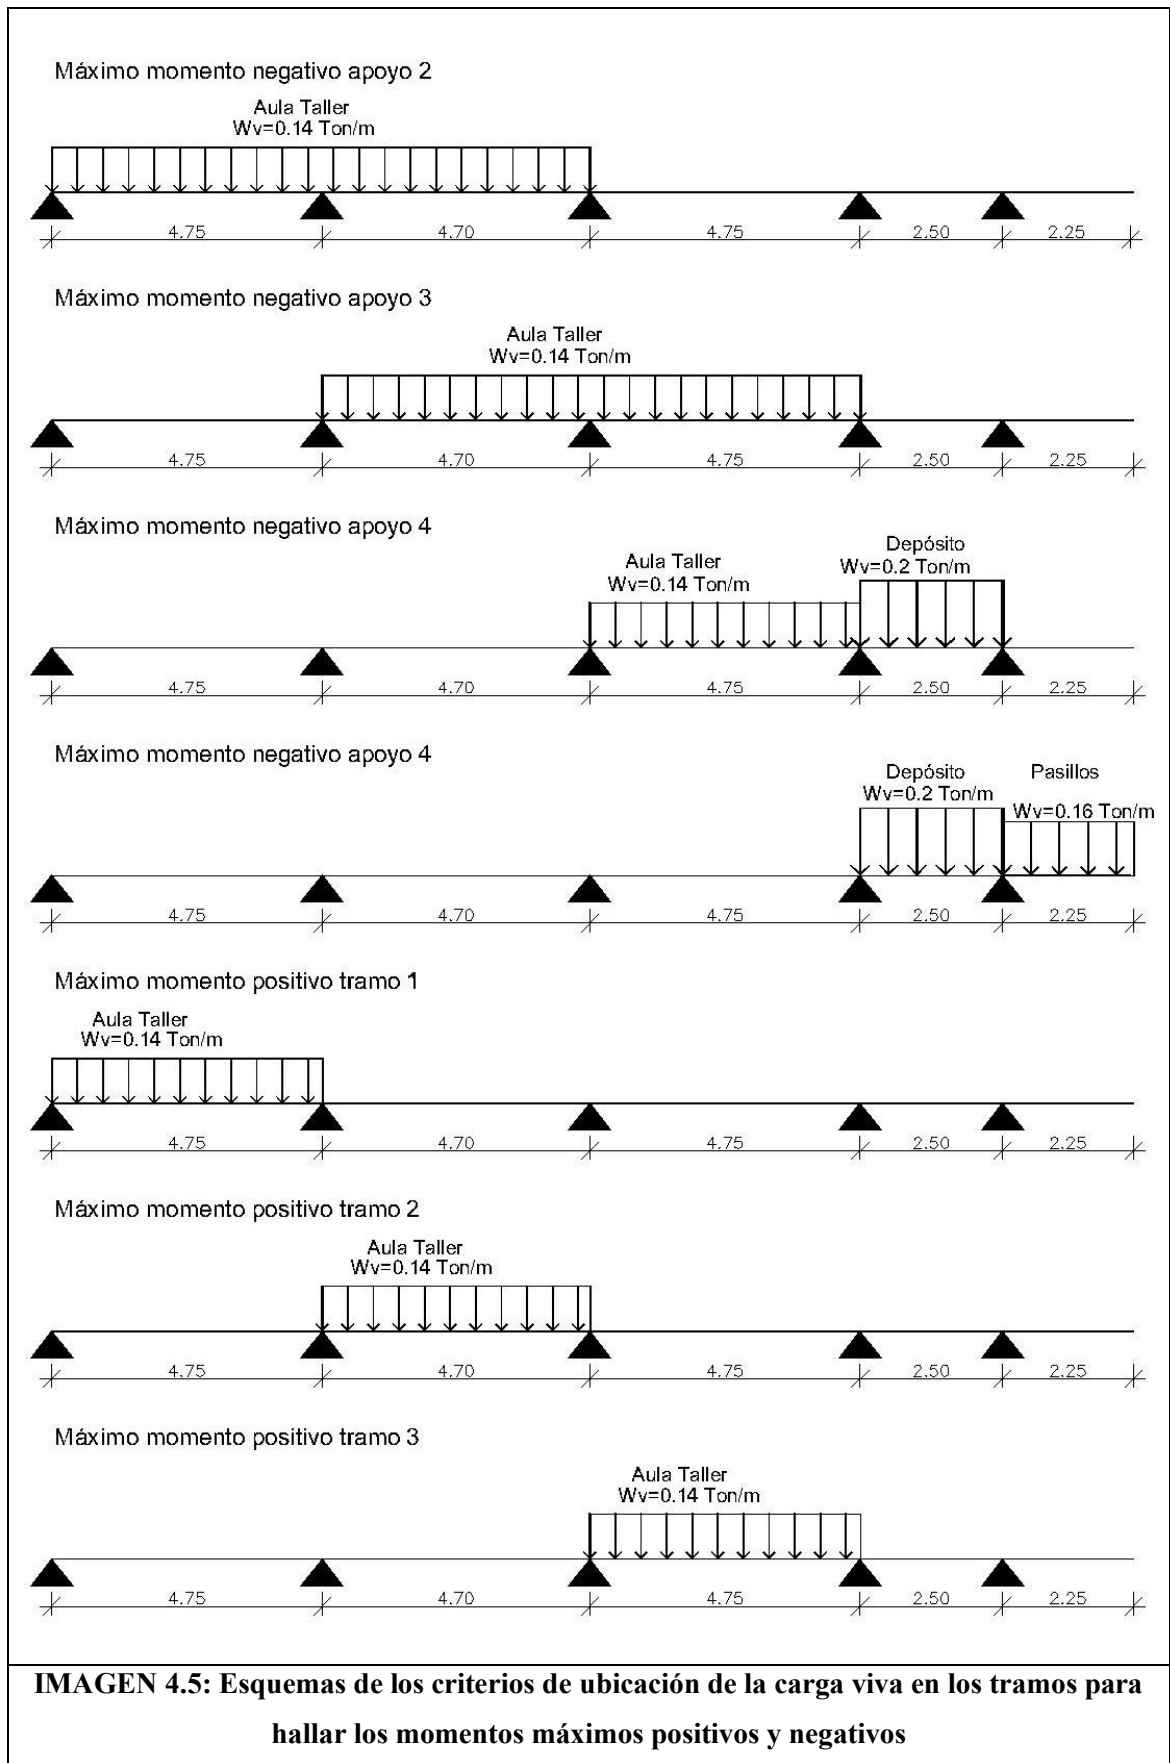 Máximo momento negativo apoyo 2
Aula Taller
Wv=0.14 Ton/m
4.75 4.70 4.75 2.50 2.25
Máximo momento negativo apoyo 3
Aula Taller
Wv=0.14 Ton/m
4.75 4.70 4.75 2.50 2.25
Máximo momento negativo apoyo 4
Depósito
Aula Taller Wv=0.2 Ton/m
Wv=0.14 Ton/m
4.75 4.70 4.75 2.50 2.25
Máximo momento negativo apoyo 4
Depósito Pasillos
Wv=0.2 Ton/m
Wv=0.16 Ton/m
4.75 4.70 4.75 2.50 2.25
Máximo momento positivo tramo 1
Aula Taller
Wv=0.14 Ton/m
4.75 4.70 4.75 2.50 2.25
Máximo momento positivo tramo 2
Aula Taller
Wv=0.14 Ton/m
4.75 4.70 4.75 2.50 2.25
Máximo momento positivo tramo 3
Aula Taller
Wv=0.14 Ton/m
4.75 4.70 4.75 2.50 2.25
IMAGEN 4.5: Esquemas de los criterios de ubicación de la carga viva en los tramos para
hallar los momentos máximos positivos y negativos